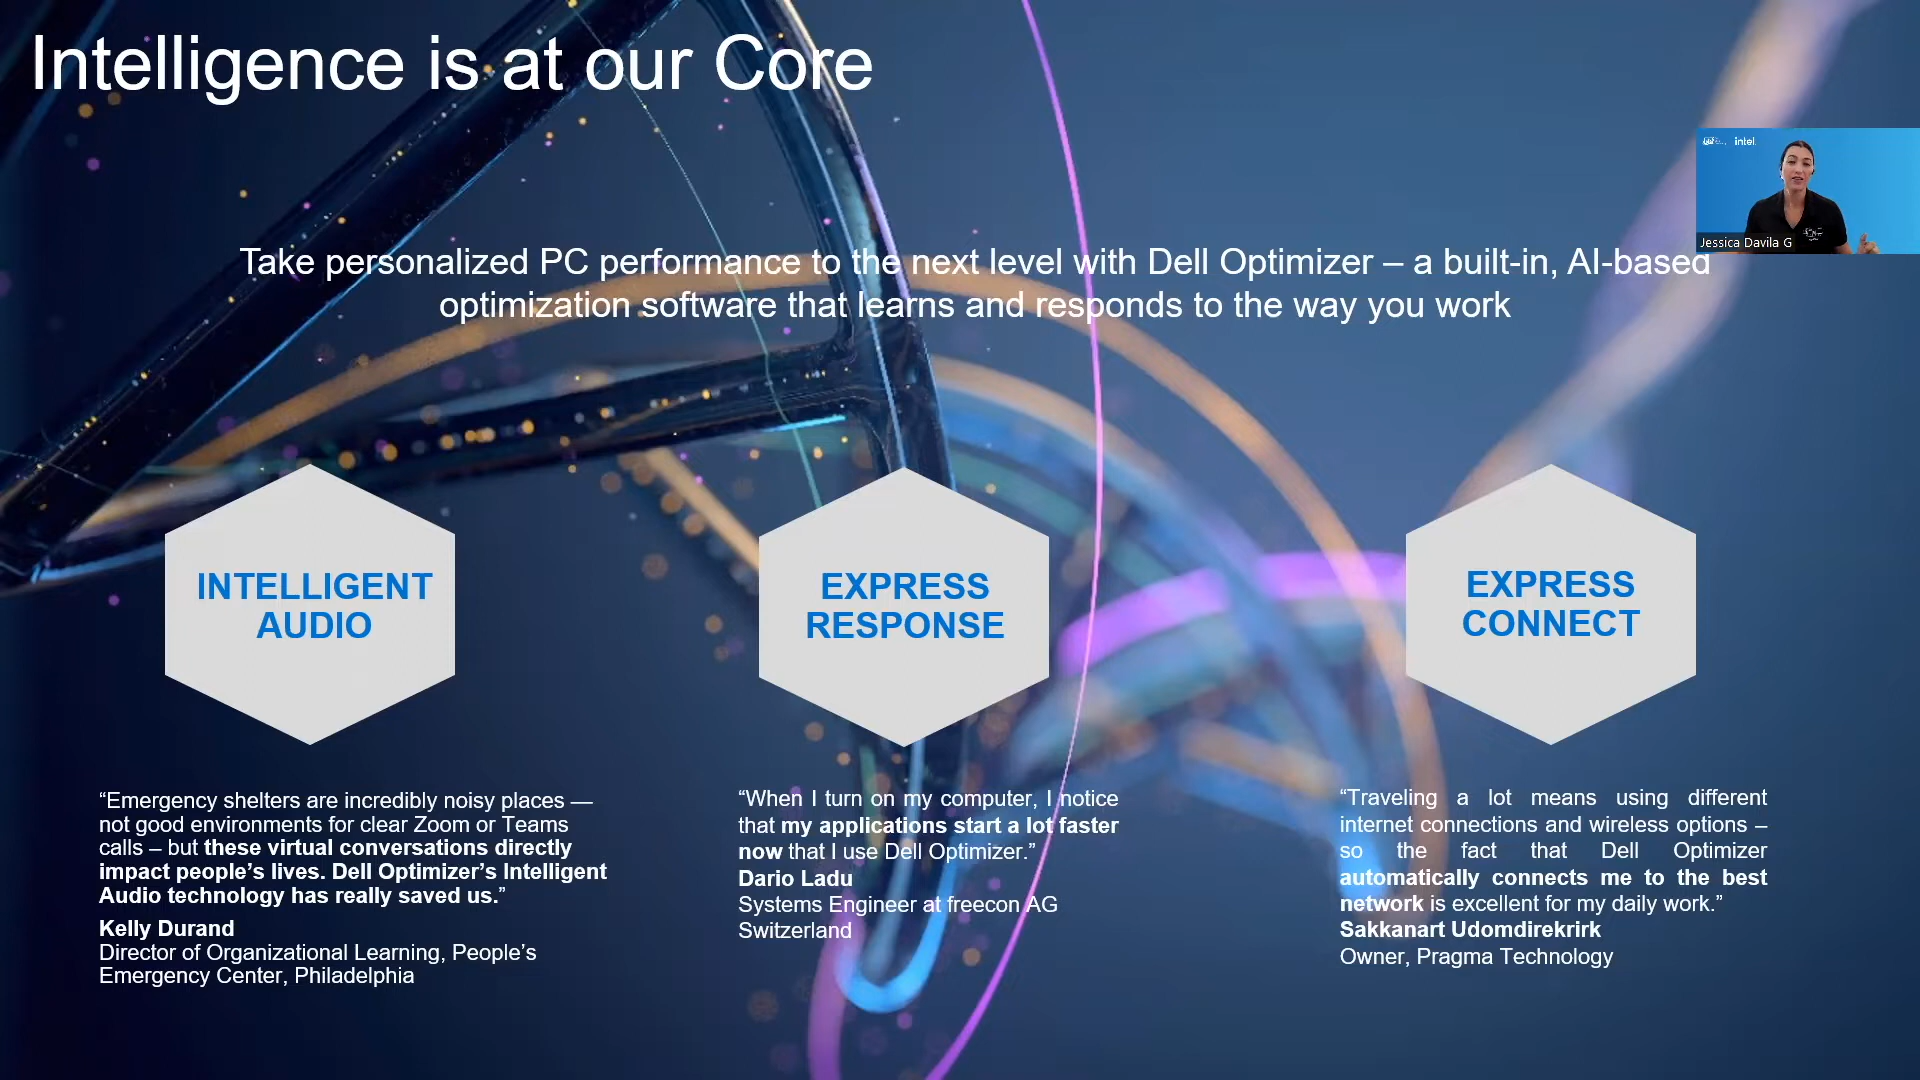 Intelligence is at our Core
intel.
Jessica Davila G
Take personalized PC performance to the next level with Dell Optimizer – a built-in, AI-based
optimization software that learns and responds to the way you work
INTELLIGENT
AUDIO
“Emergency shelters are incredibly noisy places —
not good environments for clear Zoom or Teams
calls – but these virtual conversations directly
impact people’s lives. Dell Optimizer’s Intelligent
Audio technology has really saved us.”
Kelly Durand
Director of Organizational Learning, People’s
Emergency Center, Philadelphia
EXPRESS
RESPONSE
“When I turn on my computer, I notice
that my applications start a lot faster
now that I use Dell Optimizer.”
Dario Ladu
Systems Engineer at freecon AG
Switzerland
EXPRESS
CONNECT
“Traveling a lot means using different
internet connections and wireless options –
so the fact that Dell Optimizer
automatically connects me to the best
network is excellent for my daily work.”
Sakkanart Udomdirekrirk
Owner, Pragma Technology